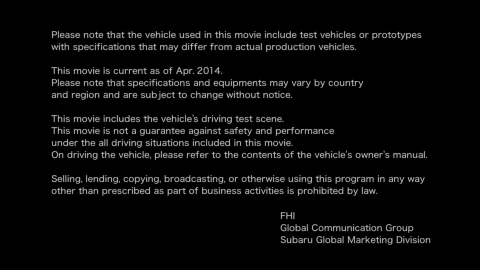 Please note that the vehicle used in this movie include test vehicles or prototypes
with specifications that may differ from actual production vehicles.
This movie is current as of Apr. 2014.
Please note that specifications and equipments may vary by country
and region and are subject to change without notice.
This movie includes the vehicle's driving test scene.
This movie is not a guarantee against safety and performance
under the all driving situations included in this movie.
On driving the vehicle, please refer to the contents of the vehicle's owner's manual.
Selling, lending, copying, broadcasting, or otherwise using this program in any way
other than prescribed as part of business activities is prohibited by law.
FHI
Global Communication Group
Subaru Global Marketing Division